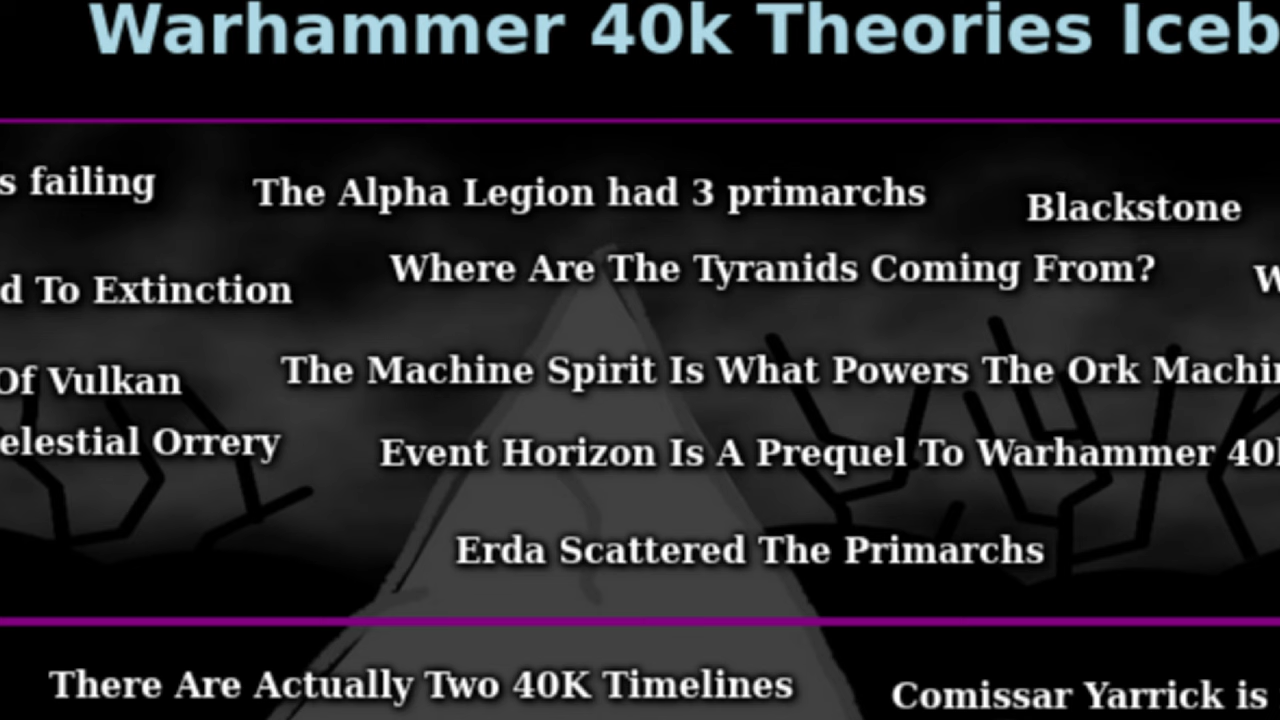 Warhammer 40k Theories Iceb
s failing
The Alpha Legion had 3 primarchs
Blackstone
Where Are The Tyranids Coming From?
W
d To Extinction
The Machine Spirit Is What Powers The Ork Machin
Of Vulkan
elestial Orrery
Event Horizon Is A Prequel To Warhammer 40k
Erda Scattered The Primarchs
There Are Actually Two 40K Timelines
Comissar Yarrick is